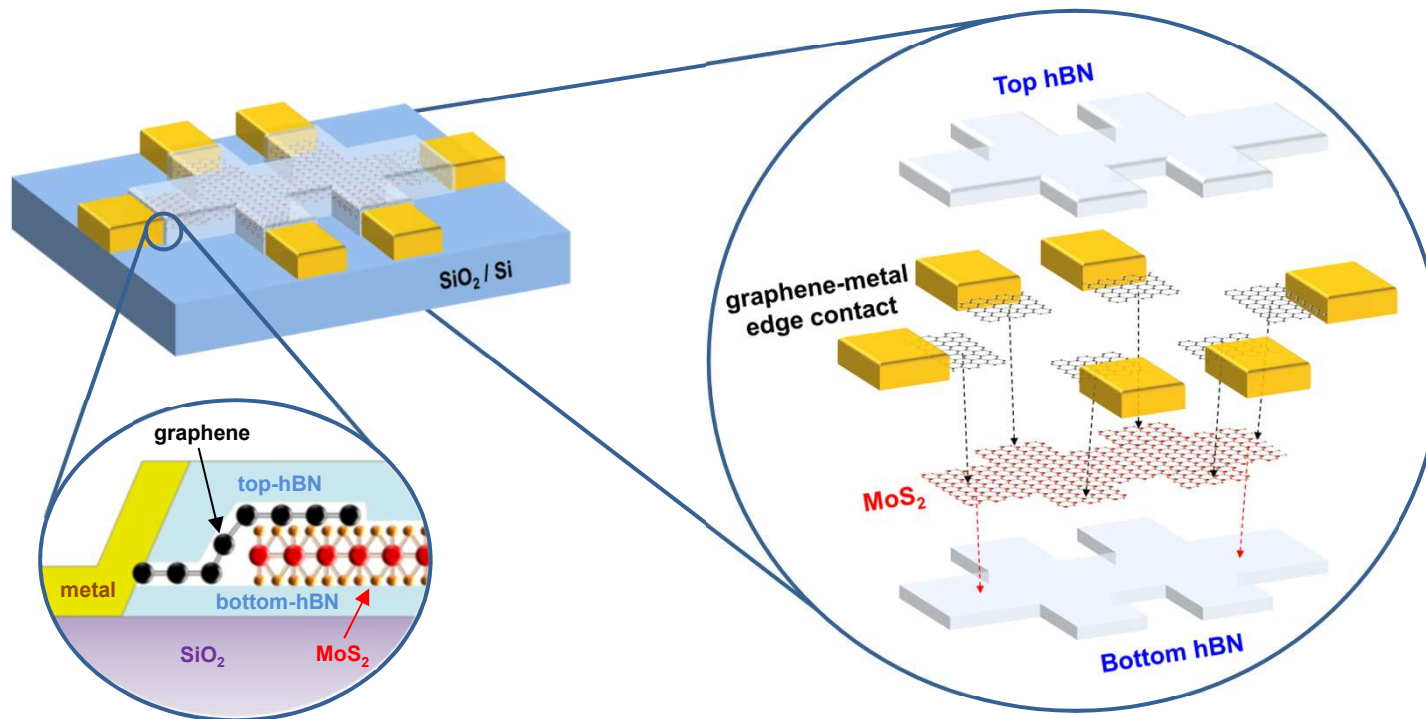 Top hBN
SiO₂ / Si
graphene-metal
edge contact
graphene
top-hBN
metal
bottom-hBN
MoS₂
SiO₂
MoS₂
Bottom hBN